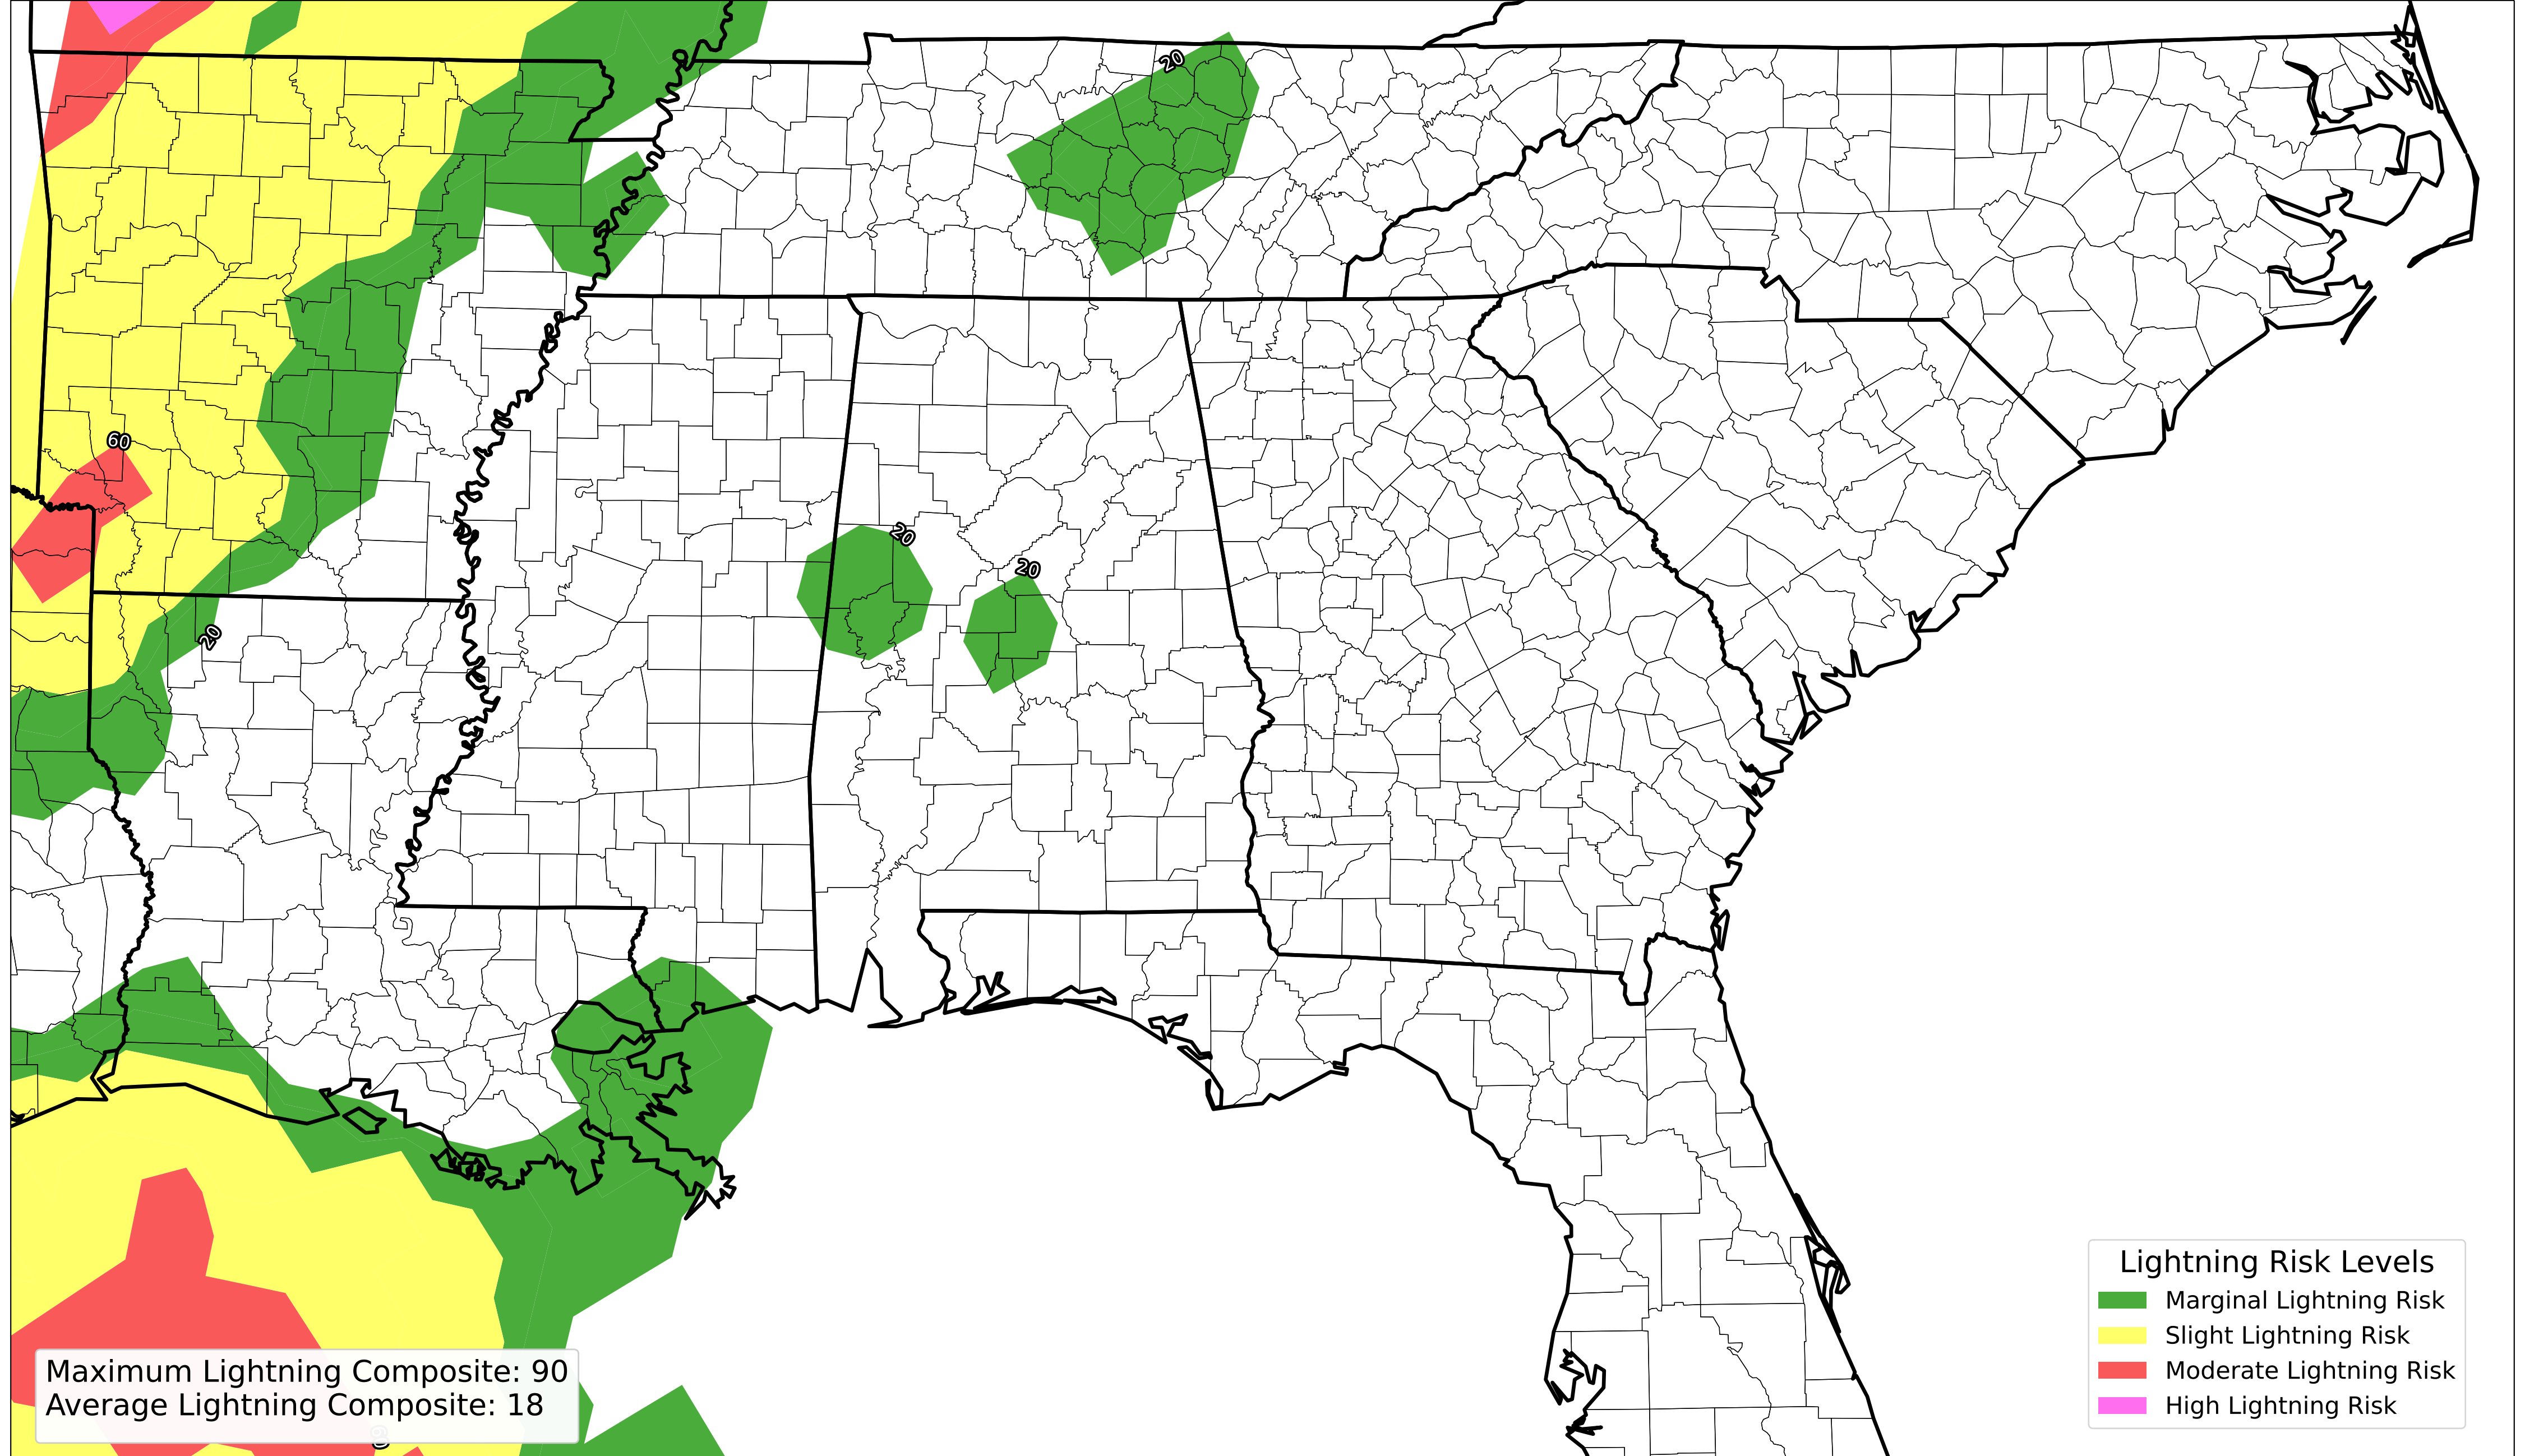 20
60
20
20
20
Lightning Risk Levels
Marginal Lightning Risk
Slight Lightning Risk
Moderate Lightning Risk
High Lightning Risk
Maximum Lightning Composite: 90
Average Lightning Composite: 18